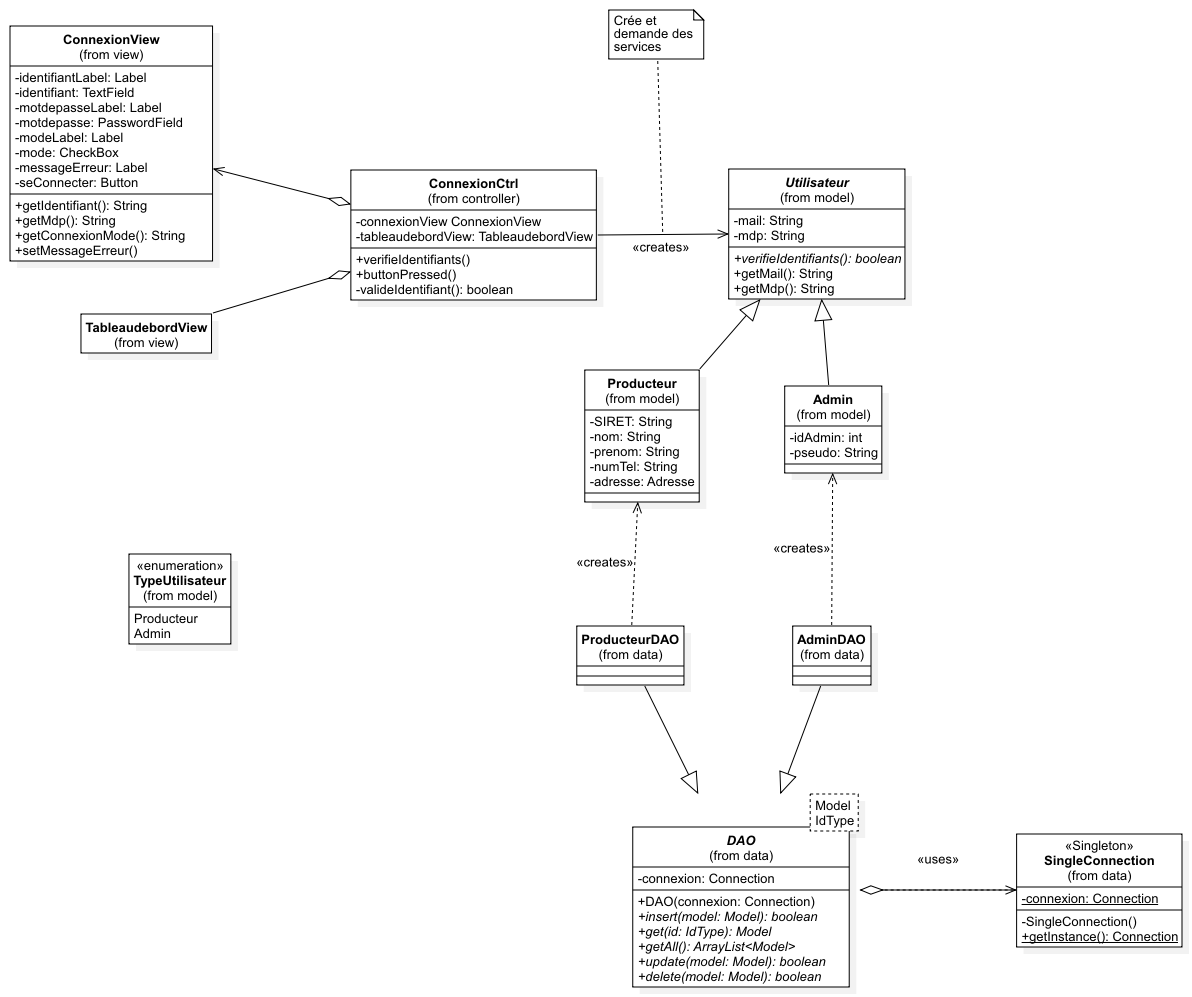 Crée et
demande des
services
ConnexionView
(from view)
-identifiantLabel: Label
-identifiant: TextField
-motdepasseLabel: Label
-motdepasse: PasswordField
-modeLabel: Label
-mode: CheckBox
-messageErreur: Label
-seConnecter: Button
+getIdentifiant(): String
+getMdp(): String
+getConnexionMode(): String
+setMessageErreur()
ConnexionCtrl
(from controller)
-connexionView ConnexionView
-tableaudebordView: TableaudebordView
+verifieIdentifiants()
+buttonPressed()
-valideIdentifiant(): boolean
«creates»
Utilisateur
(from model)
-mail: String
-mdp: String
+verifieIdentifiants(): boolean
+getMail(): String
+getMdp(): String
TableaudebordView
(from view)
Producteur
(from model)
-SIRET: String
-nom: String
-prenom: String
-numTel: String
-adresse: Adresse
Admin
(from model)
-idAdmin: int
-pseudo: String
«creates»
«creates»
«enumeration»
TypeUtilisateur
(from model)
Producteur
Admin
ProducteurDAO
(from data)
AdminDAO
(from data)
Model
IdType
DAO
(from data)
-connexion: Connection
+DAO(connexion: Connection)
+insert(model: Model): boolean
+get(id: IdType): Model
+getAll(): ArrayList<Model>
+update(model: Model): boolean
+delete(model: Model): boolean
«uses»
«Singleton»
SingleConnection
(from data)
-connexion: Connection
-SingleConnection()
+getInstance(): Connection